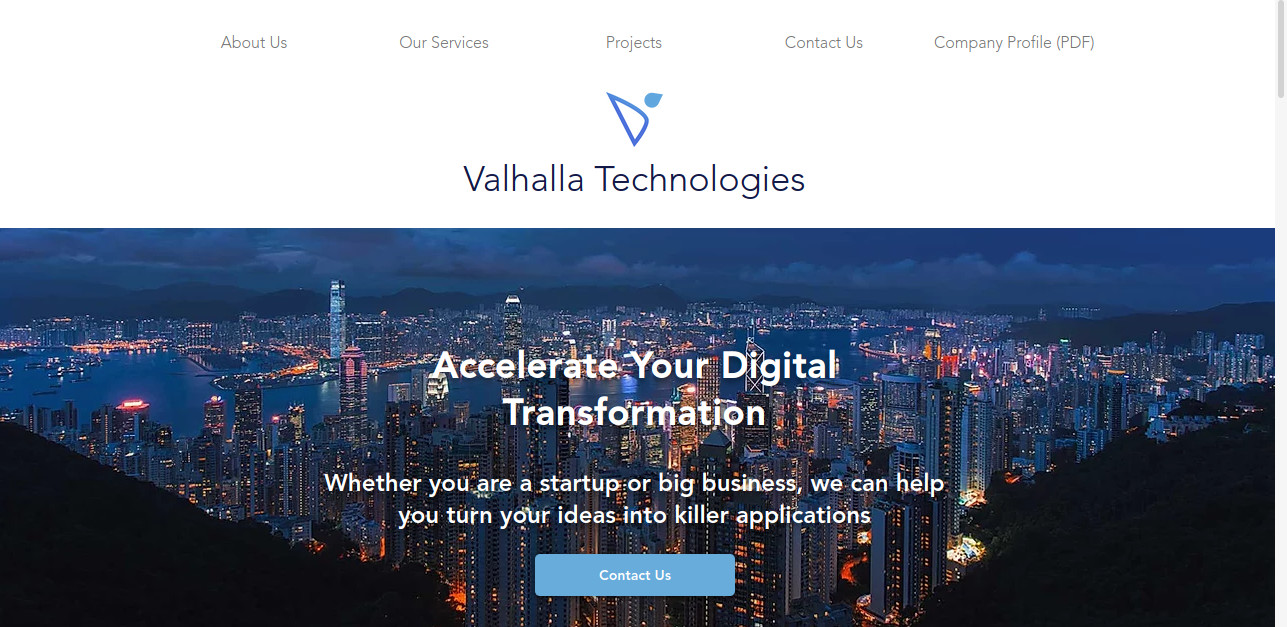 About Us
Our Services
Projects
Contact Us
Company Profile (PDF)
Valhalla Technologies
Accelerate Your Digital
Transformation
Whether you are a startup or big business, we can help
you turn your ideas into killer applications
Contact Us